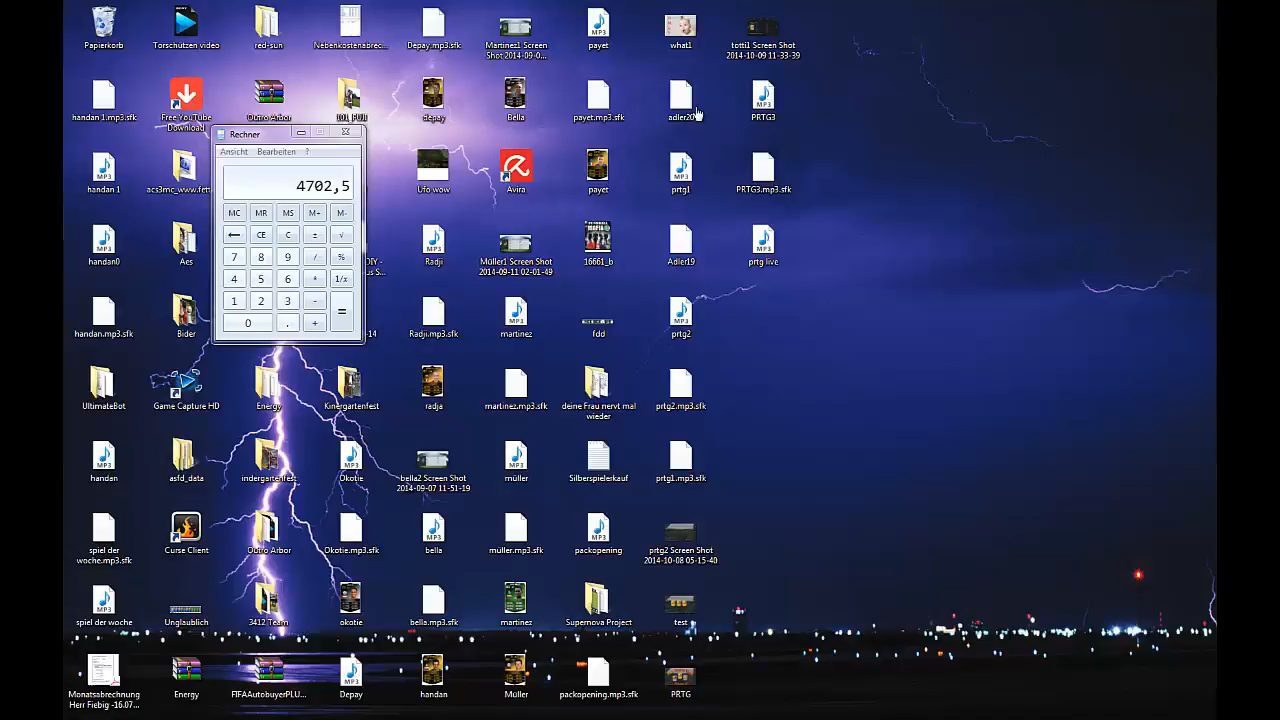 Papierkorb
Torschützen video
red-sun
Nebenkostenabrec...
Depay.mp3.sfk
Martinez1 Screen
Shot 2014-09-0...
payet
what1
totti1 Screen Shot
2014-10-09 11-33-39
handan 1.mp3.sfk
Free YouTube
Download
Outro Arbor
101_FUJI
depay
Bella
payet.mp3.sfk
adler20
PRTG3
Rechner
Ansicht Bearbeiten ?
4702,5
MC MR MS M+ M-
← CE C ± √
7 8 9 / %
4 5 6 * 1/x
1 2 3 - =
0 . +
handan 1
acs3mc_www.fett
Ufo wow
Avira
payet
prtg1
PRTG3.mp3.sfk
handan0
Aes
DIY -
us S...
Radji
Müller1 Screen Shot
2014-09-11 02-01-49
16661_b
Adler19
prtg live
handan.mp3.sfk
Bider
-14
Radji.mp3.sfk
martinez
fdd
prtg2
UltimateBot
Game Capture HD
Energy
Kinergartenfest
radja
martinez.mp3.sfk
deine Frau nervt mal
wieder
prtg2.mp3.sfk
handan
asfd_data
indergartenfest
Okotie
bella2 Screen Shot
2014-09-07 11-51-19
müller
Silberspielerkauf
prtg1.mp3.sfk
spiel der
woche.mp3.sfk
Curse Client
Outro Arbor
Okotie.mp3.sfk
bella
müller.mp3.sfk
packopening
prtg2 Screen Shot
2014-10-08 05-15-40
spiel der woche
Unglaublich
3412 Team
okotie
bella.mp3.sfk
martinez
Supernova Project
test
Monatsabrechnung
Herr Fiebig -16.07...
Energy
FIFAAutobuyerPLU...
Depay
handan
Müller
packopening.mp3.sfk
PRTG